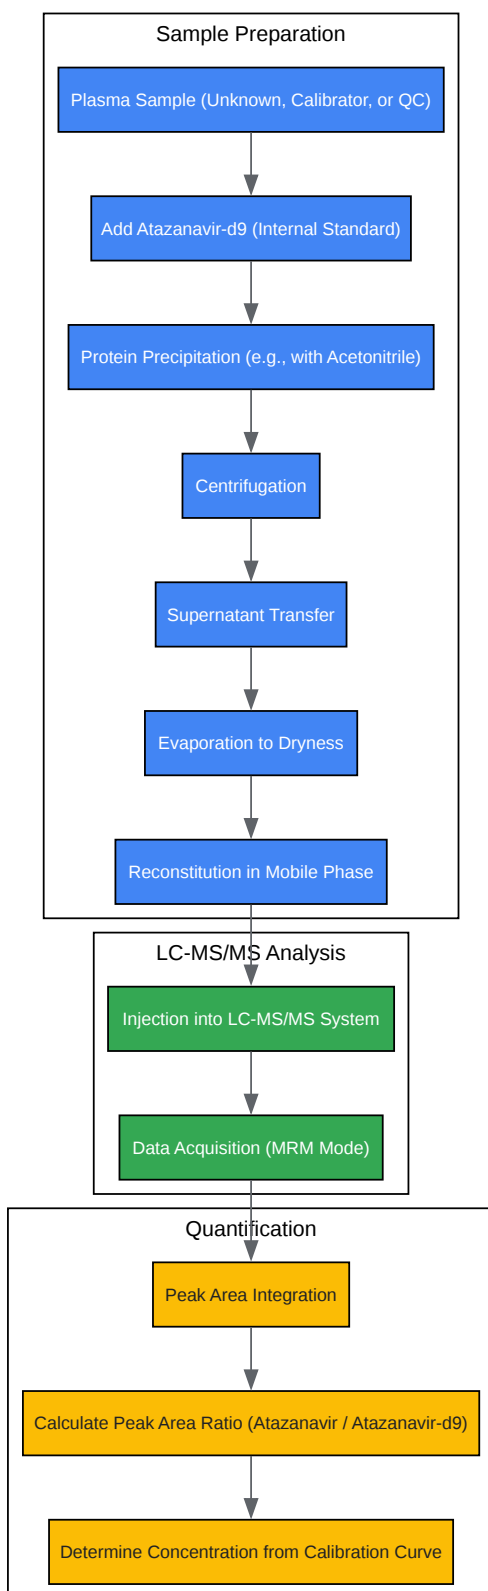 Sample Preparation
Plasma Sample (Unknown, Calibrator, or QC)
Add Atazanavir-d9 (Internal Standard)
Protein Precipitation (e.g., with Acetonitrile)
Centrifugation
Supernatant Transfer
Evaporation to Dryness
Reconstitution in Mobile Phase
LC-MS/MS Analysis
Injection into LC-MS/MS System
Data Acquisition (MRM Mode)
Quantification
Peak Area Integration
Calculate Peak Area Ratio (Atazanavir / Atazanavir-d9)
Determine Concentration from Calibration Curve